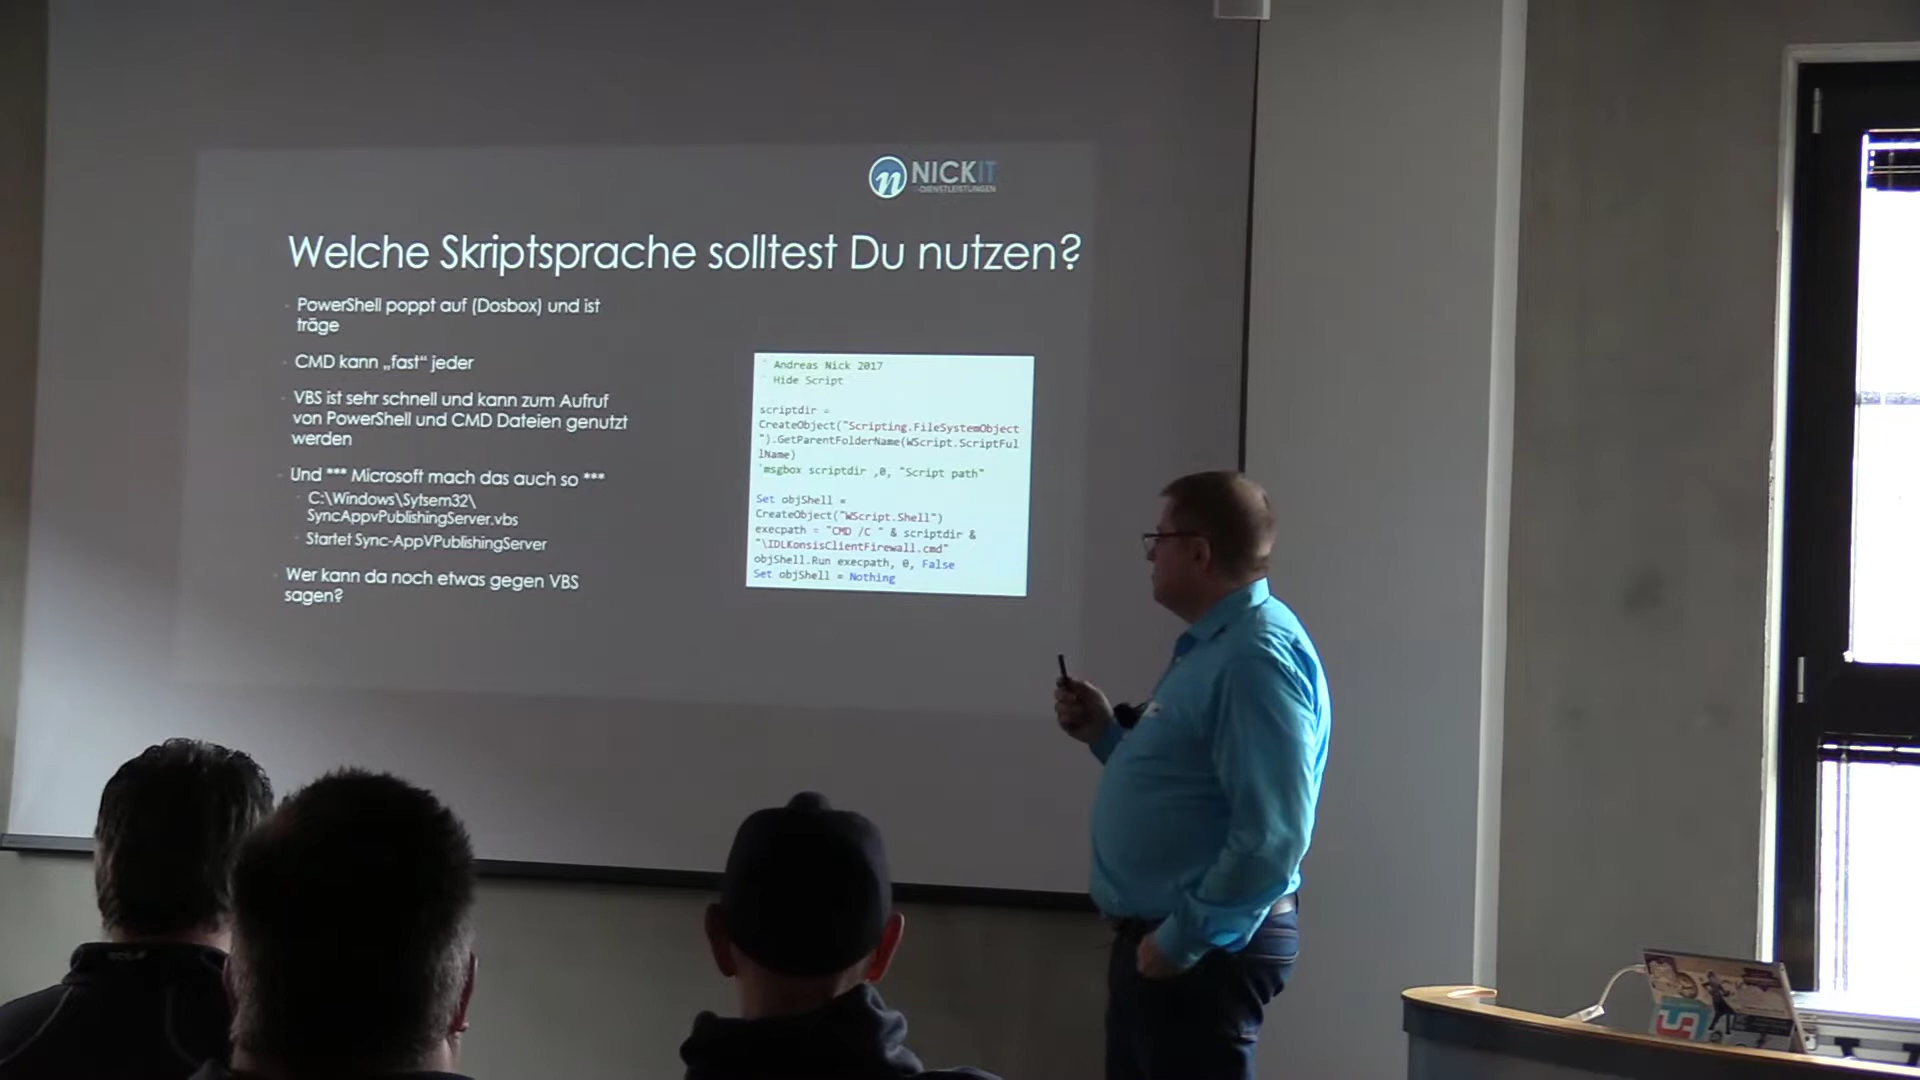 NICKIT
-DIENSTLEISTUNGEN
Welche Skriptsprache solltest Du nutzen?
PowerShell poppt auf (Dosbox) und ist
träge
CMD kann „fast“ jeder
VBS ist sehr schnell und kann zum Aufruf
von PowerShell und CMD Dateien genutzt
werden
Und *** Microsoft mach das auch so ***
C:\Windows\Sytsem32\
SyncAppvPublishingServer.vbs
Startet Sync-AppVPublishingServer
Wer kann da noch etwas gegen VBS
sagen?
' Andreas Nick 2017
' Hide Script
scriptdir =
CreateObject("Scripting.FileSystemObject
").GetParentFolderName(WScript.ScriptFul
lName)
'msgbox scriptdir ,0, "Script path"
Set objShell =
CreateObject("WScript.Shell")
execpath = "CMD /C " & scriptdir &
"\IDLKonsisClientFirewall.cmd"
objShell.Run execpath, 0, False
Set objShell = Nothing